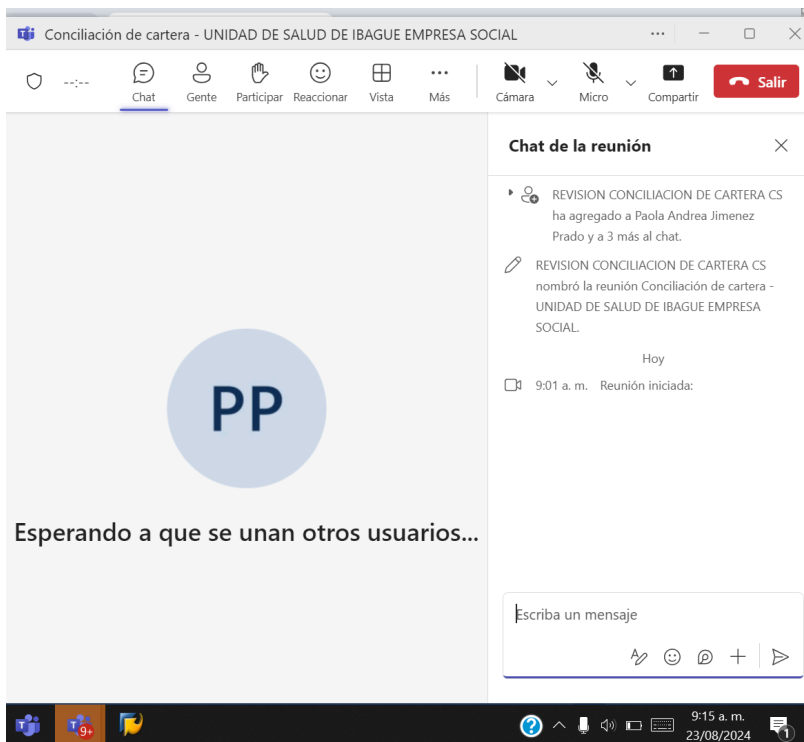 Conciliación de cartera - UNIDAD DE SALUD DE IBAGUE EMPRESA SOCIAL
--:--
Chat
Gente
Participar
Reaccionar
Vista
Más
Cámara
Micro
Compartir
Salir
Chat de la reunión
REVISION CONCILIACION DE CARTERA CS
ha agregado a Paola Andrea Jimenez
Prado y a 3 más al chat.
REVISION CONCILIACION DE CARTERA CS
nombró la reunión Conciliación de cartera -
UNIDAD DE SALUD DE IBAGUE EMPRESA
SOCIAL.
Hoy
9:01 a. m. Reunión iniciada:
PP
Esperando a que se unan otros usuarios...
Escriba un mensaje
9+
9:15 a. m.
23/08/2024
1